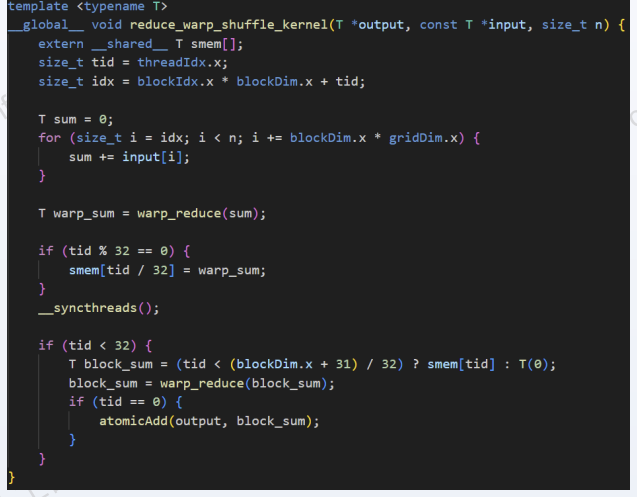 template <typename T>
__global__ void reduce_warp_shuffle_kernel(T *output, const T *input, size_t n) {
    extern __shared__ T smem[];
    size_t tid = threadIdx.x;
    size_t idx = blockIdx.x * blockDim.x + tid;

    T sum = 0;
    for (size_t i = idx; i < n; i += blockDim.x * gridDim.x) {
        sum += input[i];
    }

    T warp_sum = warp_reduce(sum);

    if (tid % 32 == 0) {
        smem[tid / 32] = warp_sum;
    }
    __syncthreads();

    if (tid < 32) {
        T block_sum = (tid < (blockDim.x + 31) / 32) ? smem[tid] : T(0);
        block_sum = warp_reduce(block_sum);
        if (tid == 0) {
            atomicAdd(output, block_sum);
        }
    }
}